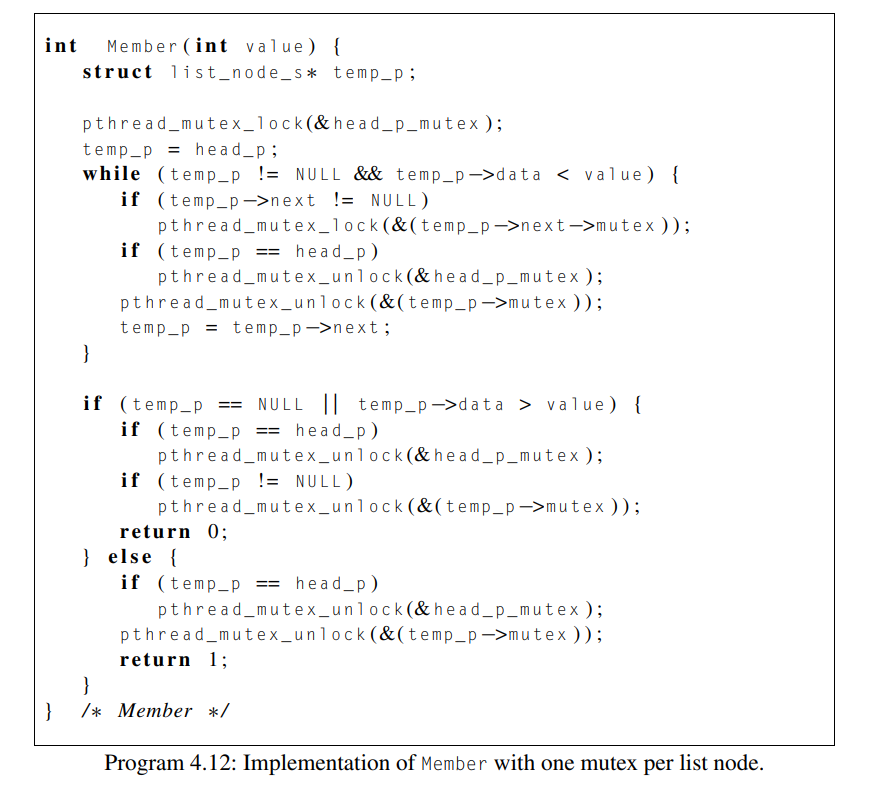 int Member(int value) {
   struct list_node_s* temp_p;

   pthread_mutex_lock(&head_p_mutex);
   temp_p = head_p;
   while (temp_p != NULL && temp_p->data < value) {
      if (temp_p->next != NULL)
         pthread_mutex_lock(&(temp_p->next->mutex));
      if (temp_p == head_p)
         pthread_mutex_unlock(&head_p_mutex);
      pthread_mutex_unlock(&(temp_p->mutex));
      temp_p = temp_p->next;
   }

   if (temp_p == NULL || temp_p->data > value) {
      if (temp_p == head_p)
         pthread_mutex_unlock(&head_p_mutex);
      if (temp_p != NULL)
         pthread_mutex_unlock(&(temp_p->mutex));
      return 0;
   } else {
      if (temp_p == head_p)
         pthread_mutex_unlock(&head_p_mutex);
      pthread_mutex_unlock(&(temp_p->mutex));
      return 1;
   }
} /* Member */
Program 4.12: Implementation of Member with one mutex per list node.